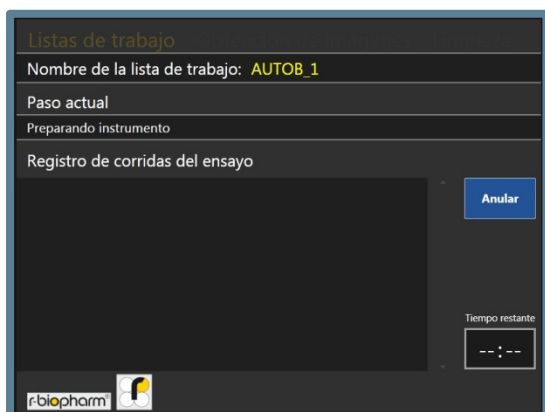 Listas de trabajo
Nombre de la lista de trabajo: AUTOB_1
Paso actual
Preparando instrumento
Registro de corridas del ensayo
Anular
Tiempo restante
--:--
r-biopharm®